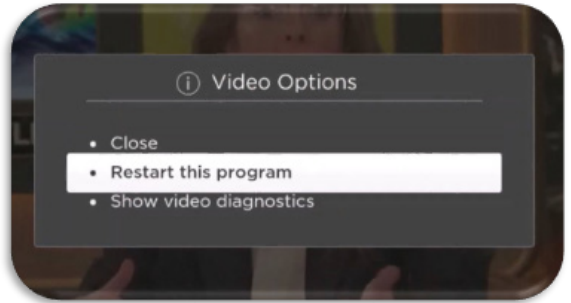 Video Options
• Close
• Restart this program
• Show video diagnostics